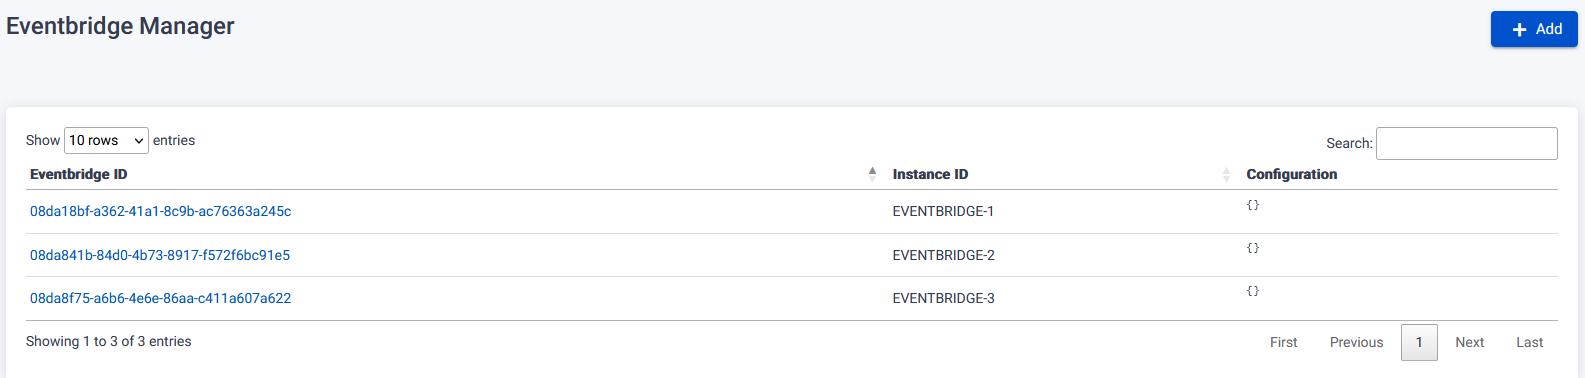 Eventbridge Manager
Add
Show 10 rows entries
Search:
Eventbridge ID Instance ID Configuration
08da18bf-a362-41a1-8c9b-ac76363a245c EVENTBRIDGE-1 {}
08da841b-84d0-4b73-8917-f572f6bc91e5 EVENTBRIDGE-2 {}
08da8f75-a6b6-4e6e-86aa-c411a607a622 EVENTBRIDGE-3 {}
Showing 1 to 3 of 3 entries First Previous 1 Next Last